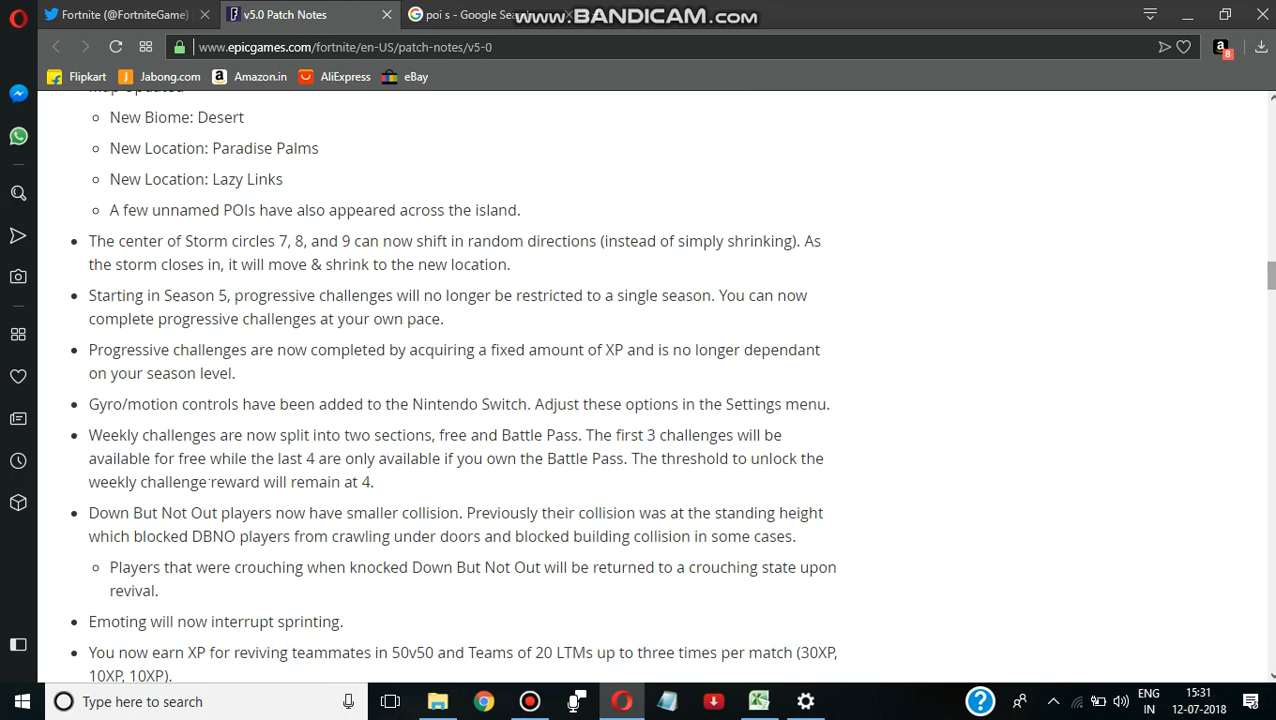 Fortnite (@FortniteGame)
v5.0 Patch Notes
poi s - Google Sea
www.BANDICAM.com
www.epicgames.com/fortnite/en-US/patch-notes/v5-0
8
Flipkart
Jabong.com
Amazon.in
AliExpress
eBay
New Biome: Desert
New Location: Paradise Palms
New Location: Lazy Links
A few unnamed POIs have also appeared across the island.
The center of Storm circles 7, 8, and 9 can now shift in random directions (instead of simply shrinking). As
the storm closes in, it will move & shrink to the new location.
Starting in Season 5, progressive challenges will no longer be restricted to a single season. You can now
complete progressive challenges at your own pace.
Progressive challenges are now completed by acquiring a fixed amount of XP and is no longer dependant
on your season level.
Gyro/motion controls have been added to the Nintendo Switch. Adjust these options in the Settings menu.
Weekly challenges are now split into two sections, free and Battle Pass. The first 3 challenges will be
available for free while the last 4 are only available if you own the Battle Pass. The threshold to unlock the
weekly challenge reward will remain at 4.
Down But Not Out players now have smaller collision. Previously their collision was at the standing height
which blocked DBNO players from crawling under doors and blocked building collision in some cases.
Players that were crouching when knocked Down But Not Out will be returned to a crouching state upon
revival.
Emoting will now interrupt sprinting.
You now earn XP for reviving teammates in 50v50 and Teams of 20 LTMs up to three times per match (30XP,
10XP, 10XP).
Type here to search
ENG
IN
15:31
12-07-2018